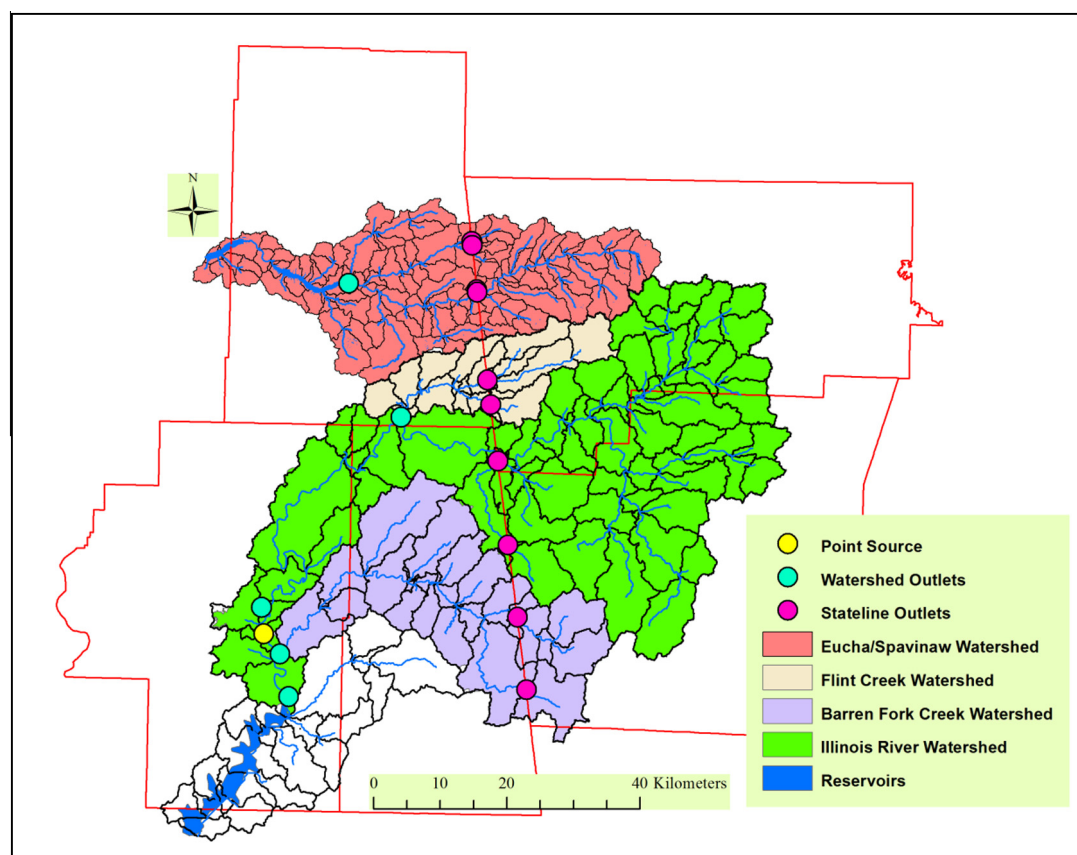 N
Point Source
Watershed Outlets
Stateline Outlets
Eucha/Spavinaw Watershed
Flint Creek Watershed
Barren Fork Creek Watershed
Illinois River Watershed
Reservoirs
0 20 40 Kilometers